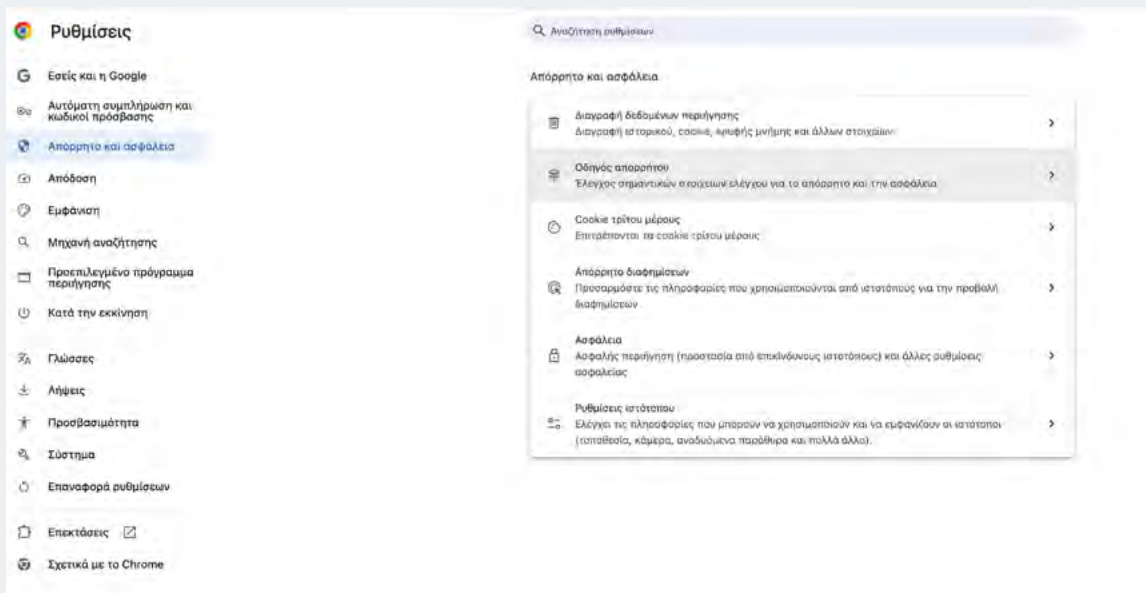 Ρυθμίσεις
Αναζήτηση ρυθμίσεων
Εσείς και η Google
Αυτόματη συμπλήρωση και
κωδικοί πρόσβασης
Απόρρητο και ασφάλεια
Απόδοση
Εμφάνιση
Μηχανή αναζήτησης
Προεπιλεγμένο πρόγραμμα
περιήγησης
Κατά την εκκίνηση
Γλώσσες
Λήψεις
Προσβασιμότητα
Σύστημα
Επαναφορά ρυθμίσεων
Επεκτάσεις
Σχετικά με το Chrome
Απόρρητο και ασφάλεια
Διαγραφή δεδομένων περιήγησης
Διαγραφή ιστορικού, cookie, κρυφής μνήμης και άλλων στοιχείων
Οδηγός απορρήτου
Έλεγχος σημαντικών στοιχείων ελέγχου για το απόρρητο και την ασφάλεια
Cookie τρίτου μέρους
Επιτρέπονται τα cookie τρίτου μέρους
Απόρρητο διαφημίσεων
Προσαρμόστε τις πληροφορίες που χρησιμοποιούνται από ιστοτόπους για την προβολή
διαφημίσεων
Ασφάλεια
Ασφαλής περιήγηση (προστασία από επικίνδυνους ιστοτόπους) και άλλες ρυθμίσεις
ασφαλείας
Ρυθμίσεις ιστότοπου
Ελέγχει τις πληροφορίες που μπορούν να χρησιμοποιούν και να εμφανίζουν οι ιστότοποι
(τοποθεσία, κάμερα, αναδυόμενα παράθυρα και πολλά άλλα).